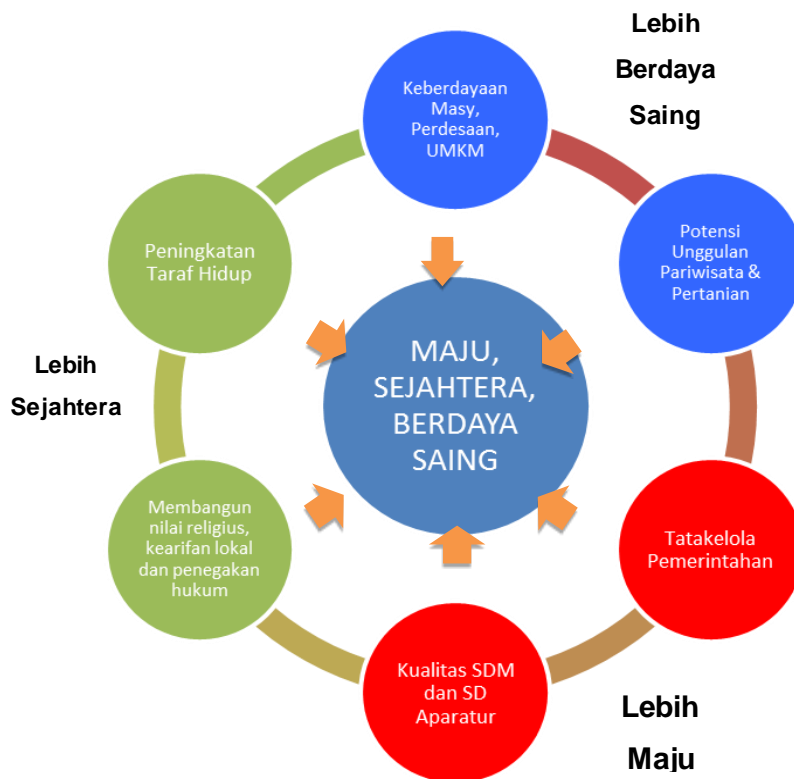 Lebih
Berdaya
Saing
Keberdayaan
Masy,
Perdesaan,
UMKM
Potensi
Unggulan
Pariwisata &
Pertanian
Peningkatan
Taraf Hidup
MAJU,
SEJAHTERA,
BERDAYA
SAING
Lebih
Sejahtera
Membangun
nilai religius,
kearifan lokal
dan penegakan
hukum
Tatakelola
Pemerintahan
Kualitas SDM
dan SD
Aparatur
Lebih
Maju